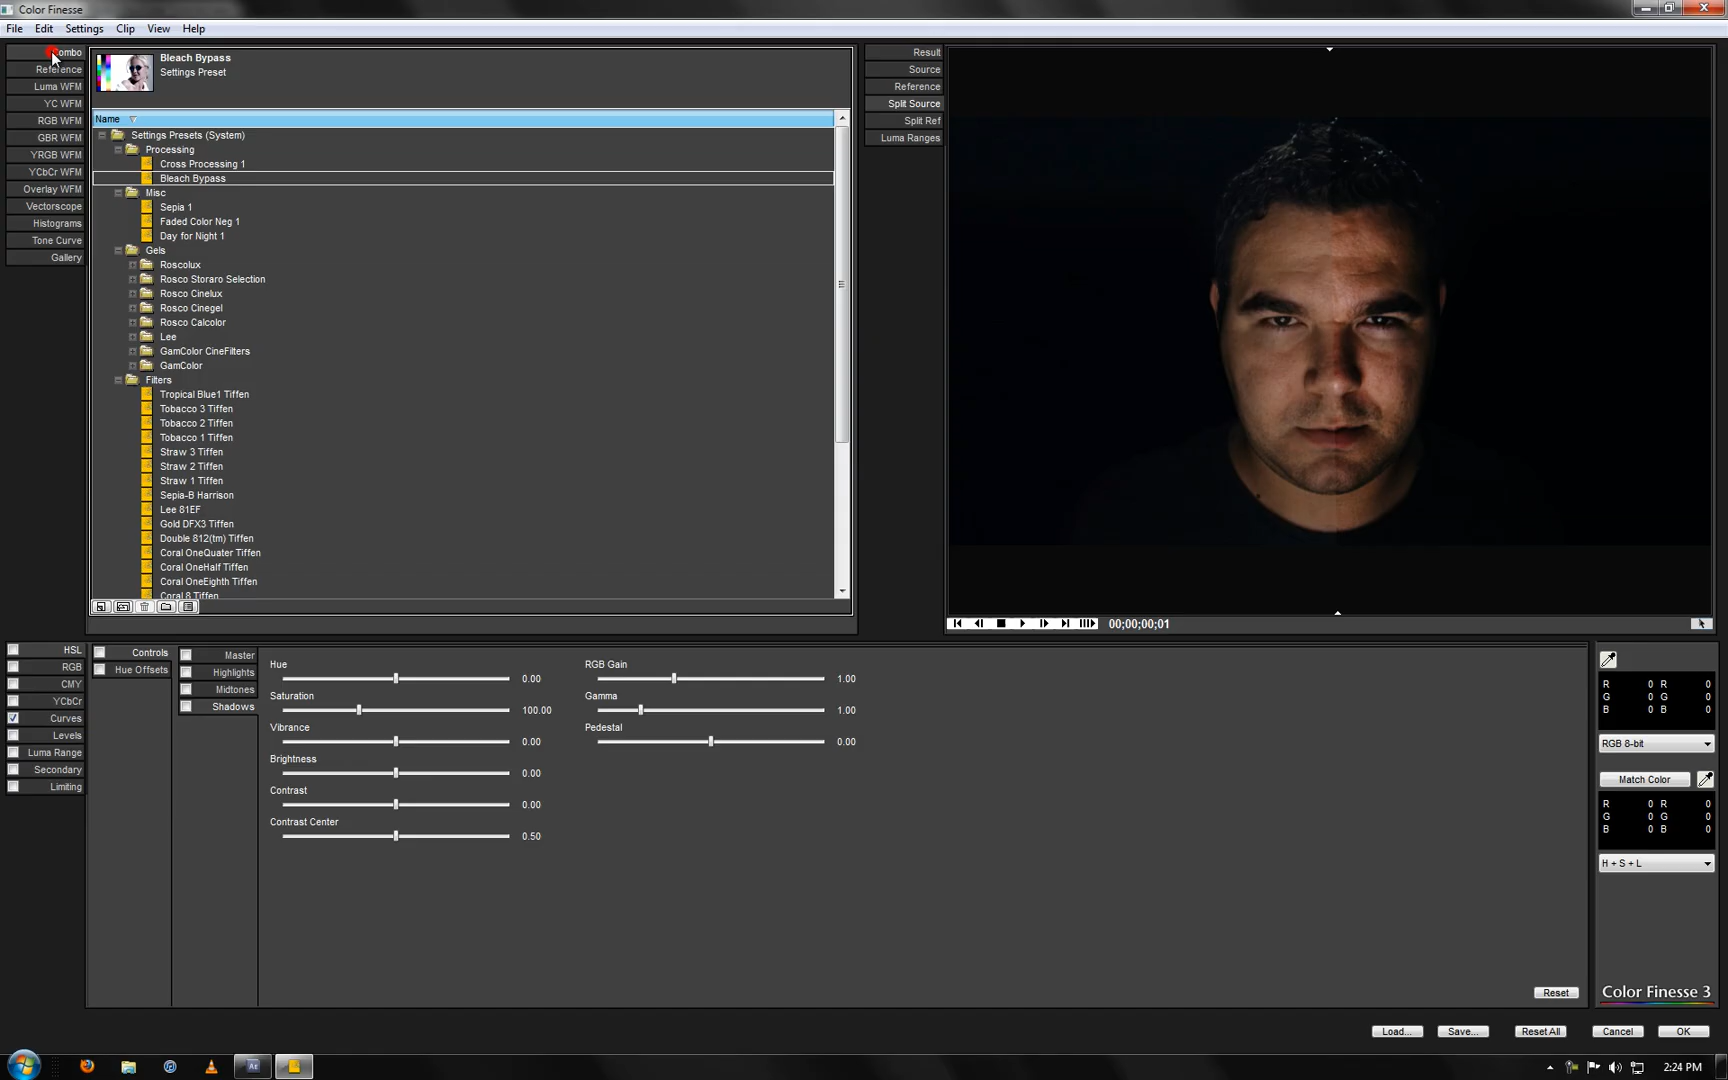 Color Finesse
File Edit Settings Clip View Help
Combo
Reference
Luma WFM
YC WFM
RGB WFM
GBR WFM
YRGB WFM
YCbCr WFM
Overlay WFM
Vectorscope
Histograms
Tone Curve
Gallery
Bleach Bypass
Settings Preset
Name
Settings Presets (System)
Processing
Cross Processing 1
Bleach Bypass
Misc
Sepia 1
Faded Color Neg 1
Day for Night 1
Gels
Roscolux
Rosco Storaro Selection
Rosco Cinelux
Rosco Cinegel
Rosco Calcolor
Lee
GamColor CineFilters
GamColor
Filters
Tropical Blue1 Tiffen
Tobacco 3 Tiffen
Tobacco 2 Tiffen
Tobacco 1 Tiffen
Straw 3 Tiffen
Straw 2 Tiffen
Straw 1 Tiffen
Sepia-B Harrison
Lee 81EF
Gold DFX3 Tiffen
Double 812(tm) Tiffen
Coral OneQuater Tiffen
Coral OneHalf Tiffen
Coral OneEighth Tiffen
Coral 8 Tiffen
Result
Source
Reference
Split Source
Split Ref
Luma Ranges
00;00;00;01
HSL
RGB
CMY
YCbCr
Curves
Levels
Luma Range
Secondary
Limiting
Controls
Hue Offsets
Master
Highlights
Midtones
Shadows
Hue 0.00
Saturation 100.00
Vibrance 0.00
Brightness 0.00
Contrast 0.00
Contrast Center 0.50
RGB Gain 1.00
Gamma 1.00
Pedestal 0.00
Reset
R 0 R 0
G 0 G 0
B 0 B 0
RGB 8-bit
Match Color
R 0 R 0
G 0 G 0
B 0 B 0
H + S + L
Color Finesse 3
Load... Save... Reset All Cancel OK
Ae
2:24 PM